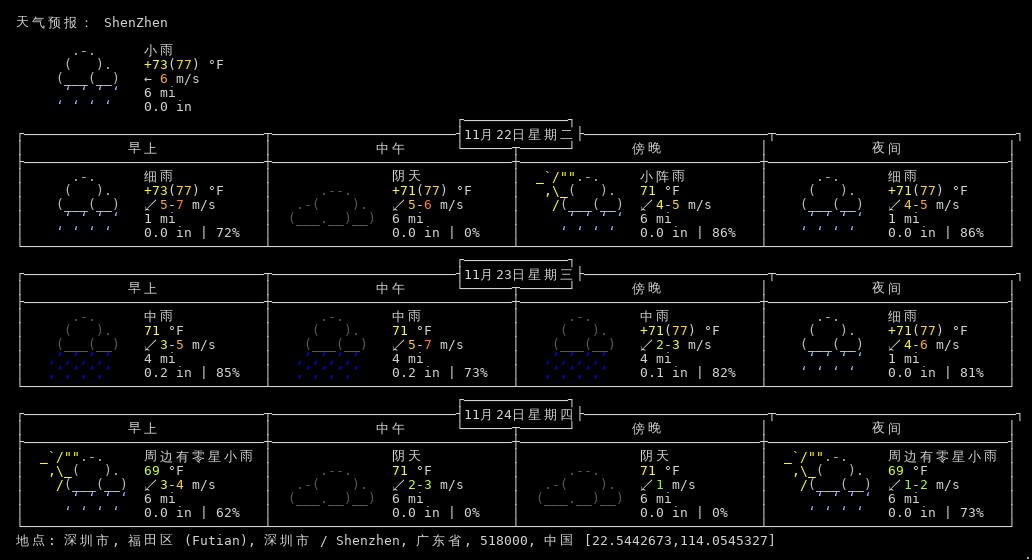 天气预报： ShenZhen
小雨
+73(77) °F
← 6 m/s
6 mi
0.0 in
11月22日星期二
早上 中午 傍晚 夜间
细雨 阴天 小阵雨 细雨
+73(77) °F +71(77) °F 71 °F +71(77) °F
↙ 5-7 m/s ↙ 5-6 m/s ↙ 4-5 m/s ↙ 4-5 m/s
1 mi 6 mi 6 mi 1 mi
0.0 in | 72% 0.0 in | 0% 0.0 in | 86% 0.0 in | 86%
11月23日星期三
早上 中午 傍晚 夜间
中雨 中雨 中雨 细雨
71 °F 71 °F +71(77) °F +71(77) °F
↙ 3-5 m/s ↙ 5-7 m/s ↙ 2-3 m/s ↙ 4-6 m/s
4 mi 4 mi 4 mi 1 mi
0.2 in | 85% 0.2 in | 73% 0.1 in | 82% 0.0 in | 81%
11月24日星期四
早上 中午 傍晚 夜间
周边有零星小雨 阴天 阴天 周边有零星小雨
69 °F 71 °F 71 °F 69 °F
↙ 3-4 m/s ↙ 2-3 m/s ↙ 1 m/s ↙ 1-2 m/s
6 mi 6 mi 6 mi 6 mi
0.0 in | 62% 0.0 in | 0% 0.0 in | 0% 0.0 in | 73%
地点: 深圳市, 福田区 (Futian), 深圳市 / Shenzhen, 广东省, 518000, 中国 [22.5442673,114.0545327]